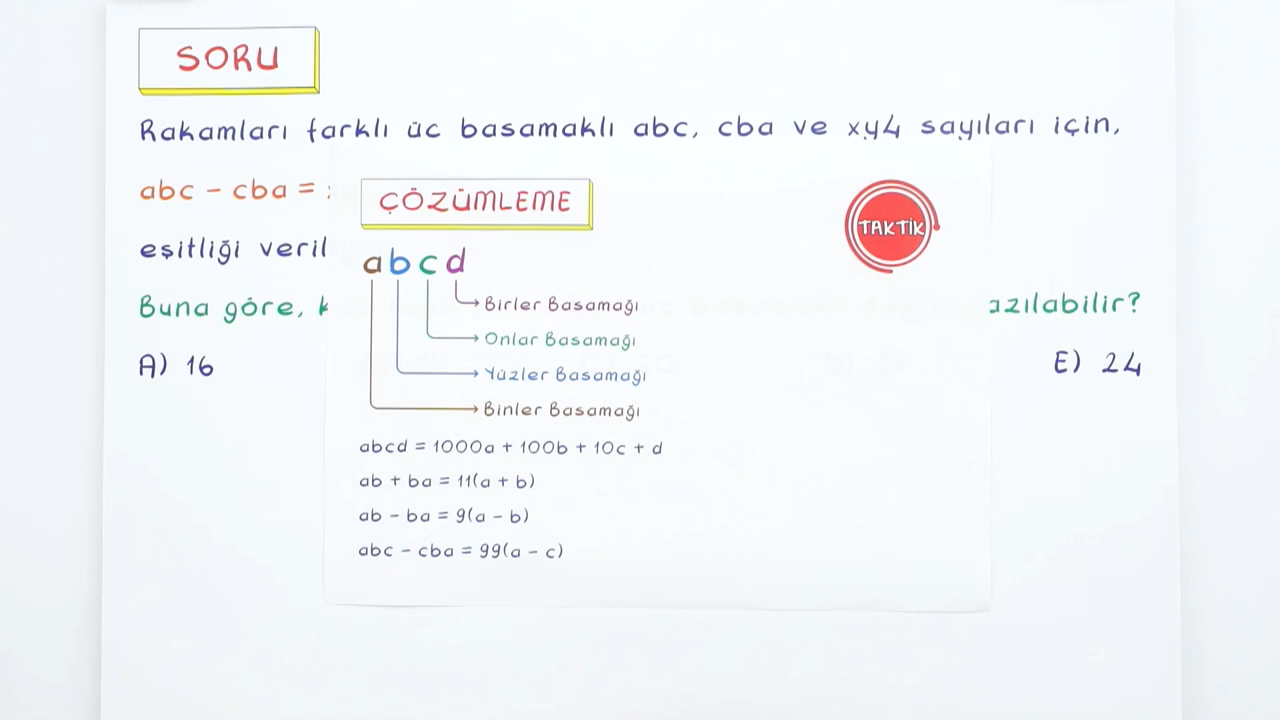 SORU
Rakamları farklı üc basamaklı abc, cba ve xy4 sayıları için,
abc - cba =
eşitliği veril
Buna göre,
azılabilir?
A) 16
E) 24
ÇÖZÜMLEME
TAKTİK
abcd
Birler Basamağı
Onlar Basamağı
Yüzler Basamağı
Binler Basamağı
abcd = 1000a + 100b + 10c + d
ab + ba = 11(a + b)
ab - ba = 9(a - b)
abc - cba = 99(a - c)